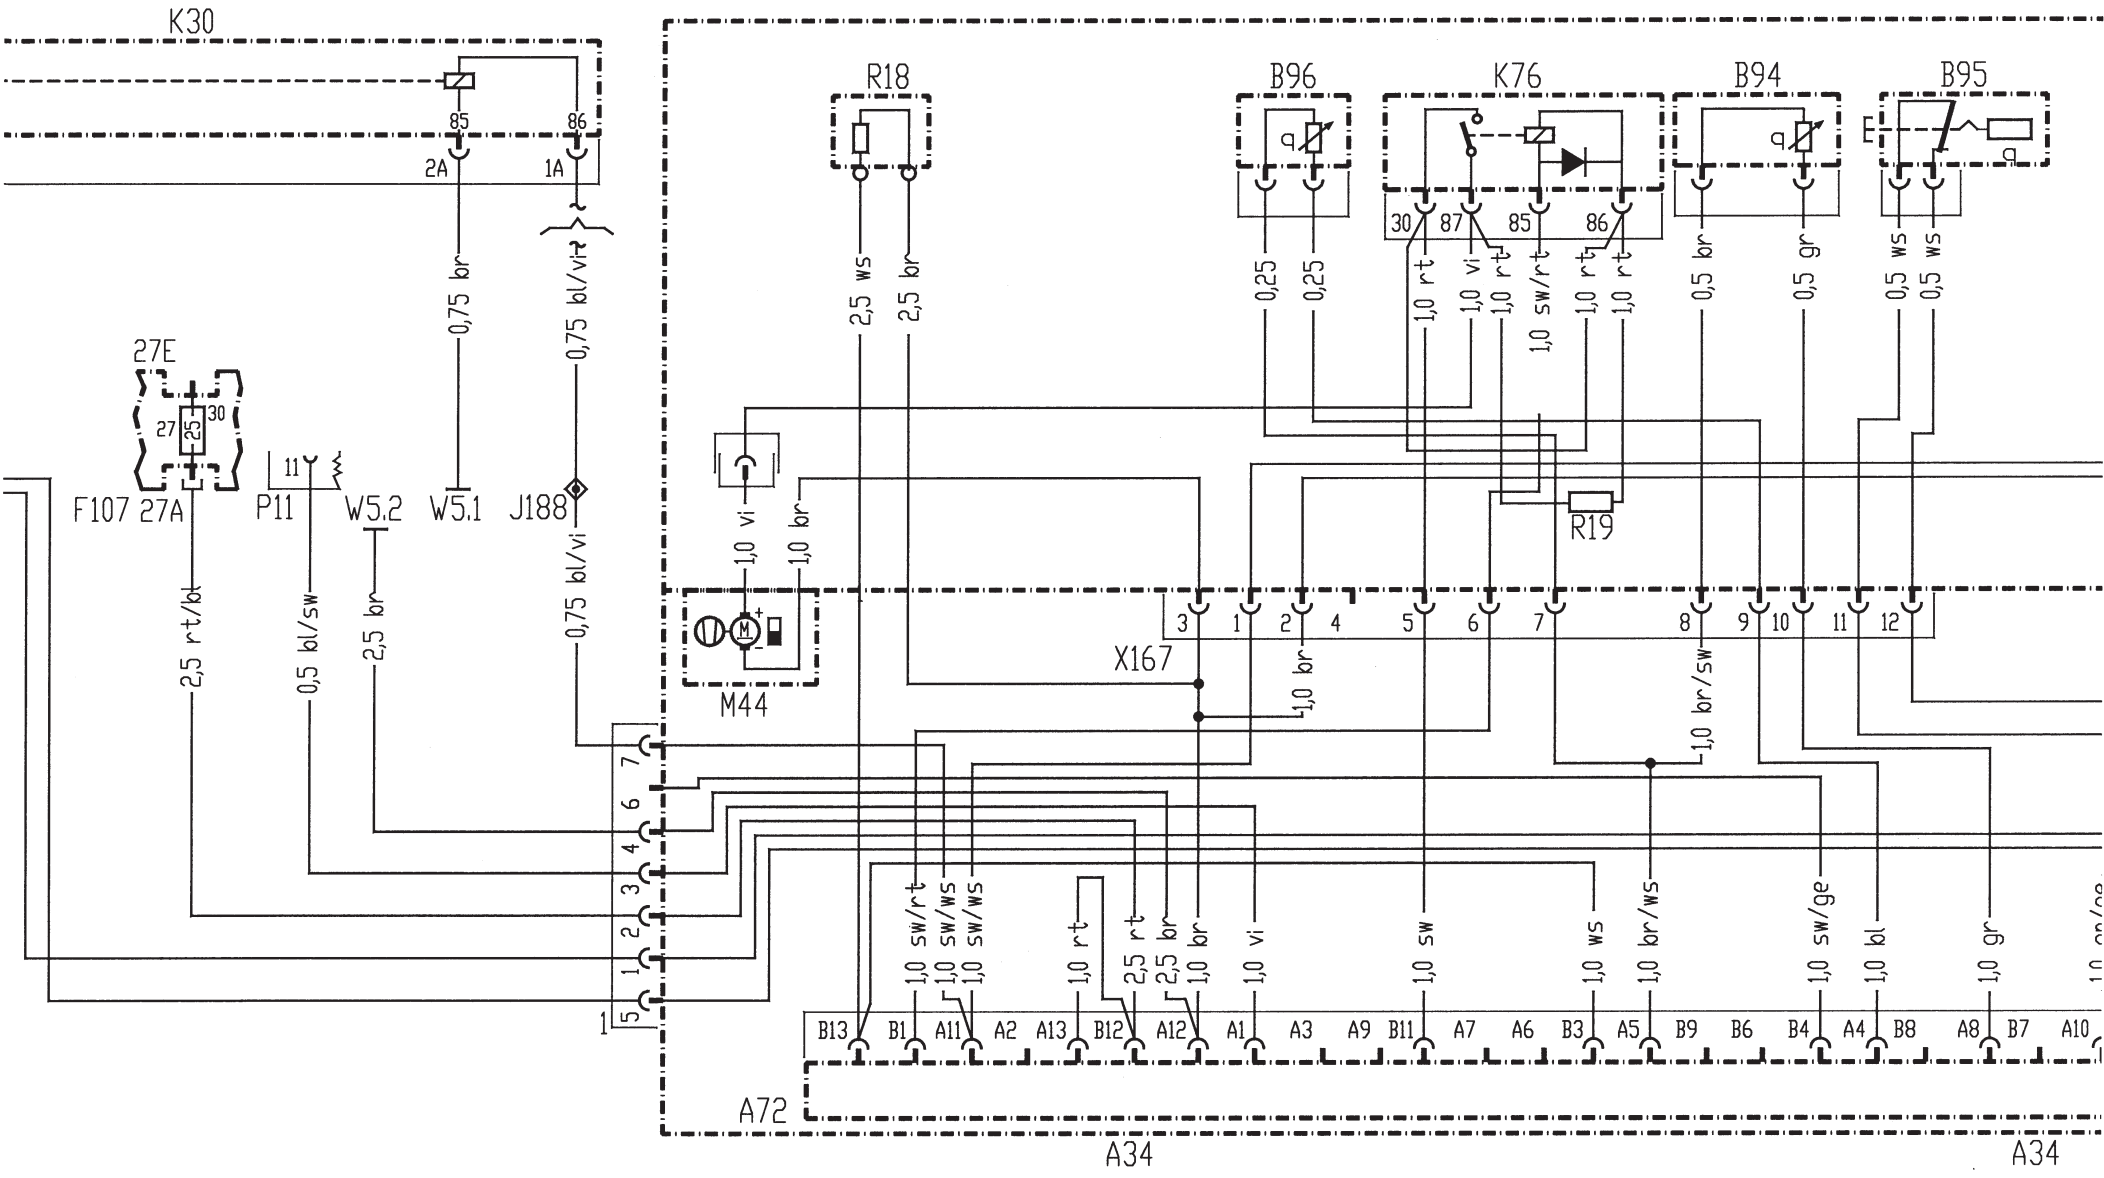 K30
85 86
2A 1A
0,75 br
0,75 bl/vi
27E
30
27 25
F107 27A
11
P11
W5.2
W5.1
J188
0,75 bl/vi
2,5 rt/bl
0,5 bl/sw
2,5 br
R18
B96
K76
B94
B95
q
q
q
30 87 85 86
2,5 ws
2,5 br
0,25
0,25
1,0 rt
1,0 vi
1,0 rt
1,0 sw/rt
1,0 rt
1,0 rt
0,5 br
0,5 gr
0,5 ws
0,5 ws
1,0 vi
1,0 br
R19
M
+
-
M44
X167
3 1 2 4 5 6 7 8 9 10 11 12
1,0 br
1,0 br/sw
7
6
4
3
2
1
5
1
1,0 sw/rt
1,0 sw/ws
1,0 sw/ws
1,0 rt
2,5 rt
2,5 br
1,0 br
1,0 vi
1,0 sw
1,0 ws
1,0 br/ws
1,0 sw/ge
1,0 bl
1,0 gr
B13 B1 A11 A2 A13 B12 A12 A1 A3 A9 B11 A7 A6 B3 A5 B9 B6 B4 A4 B8 A8 B7 A10
A72
A34
A34